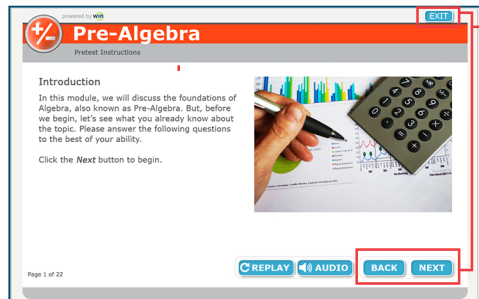 powered by win
EXIT
+/-
Pre-Algebra
Pretest Instructions
Introduction
In this module, we will discuss the foundations of
Algebra, also known as Pre-Algebra. But, before
we begin, let's see what you already know about
the topic. Please answer the following questions
to the best of your ability.
Click the Next button to begin.
Page 1 of 22
REPLAY
AUDIO
BACK
NEXT